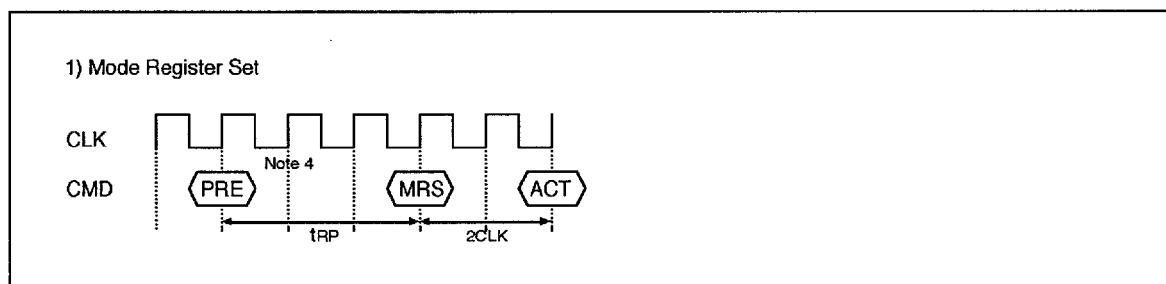 1) Mode Register Set
CLK
Note 4
CMD
PRE
MRS
ACT
tRP
2CLK